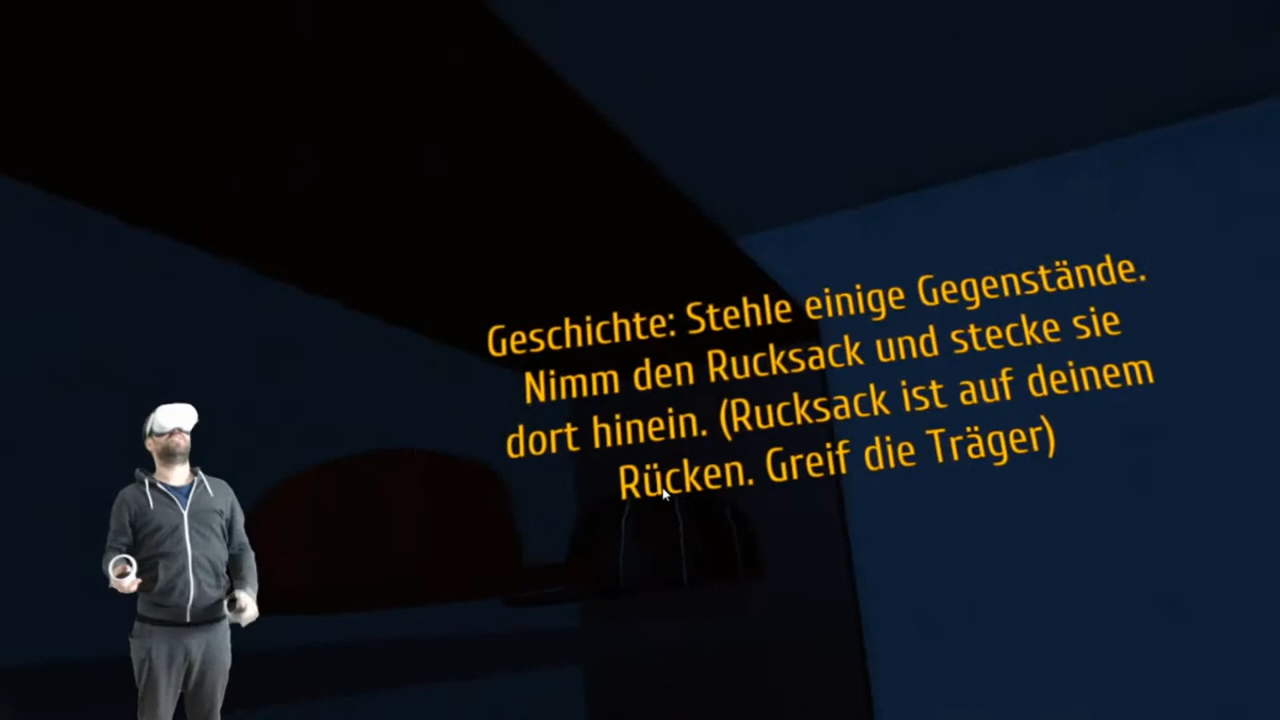 Geschichte: Stehle einige Gegenstände.
Nimm den Rucksack und stecke sie
dort hinein. (Rucksack ist auf deinem
Rücken. Greif die Träger)